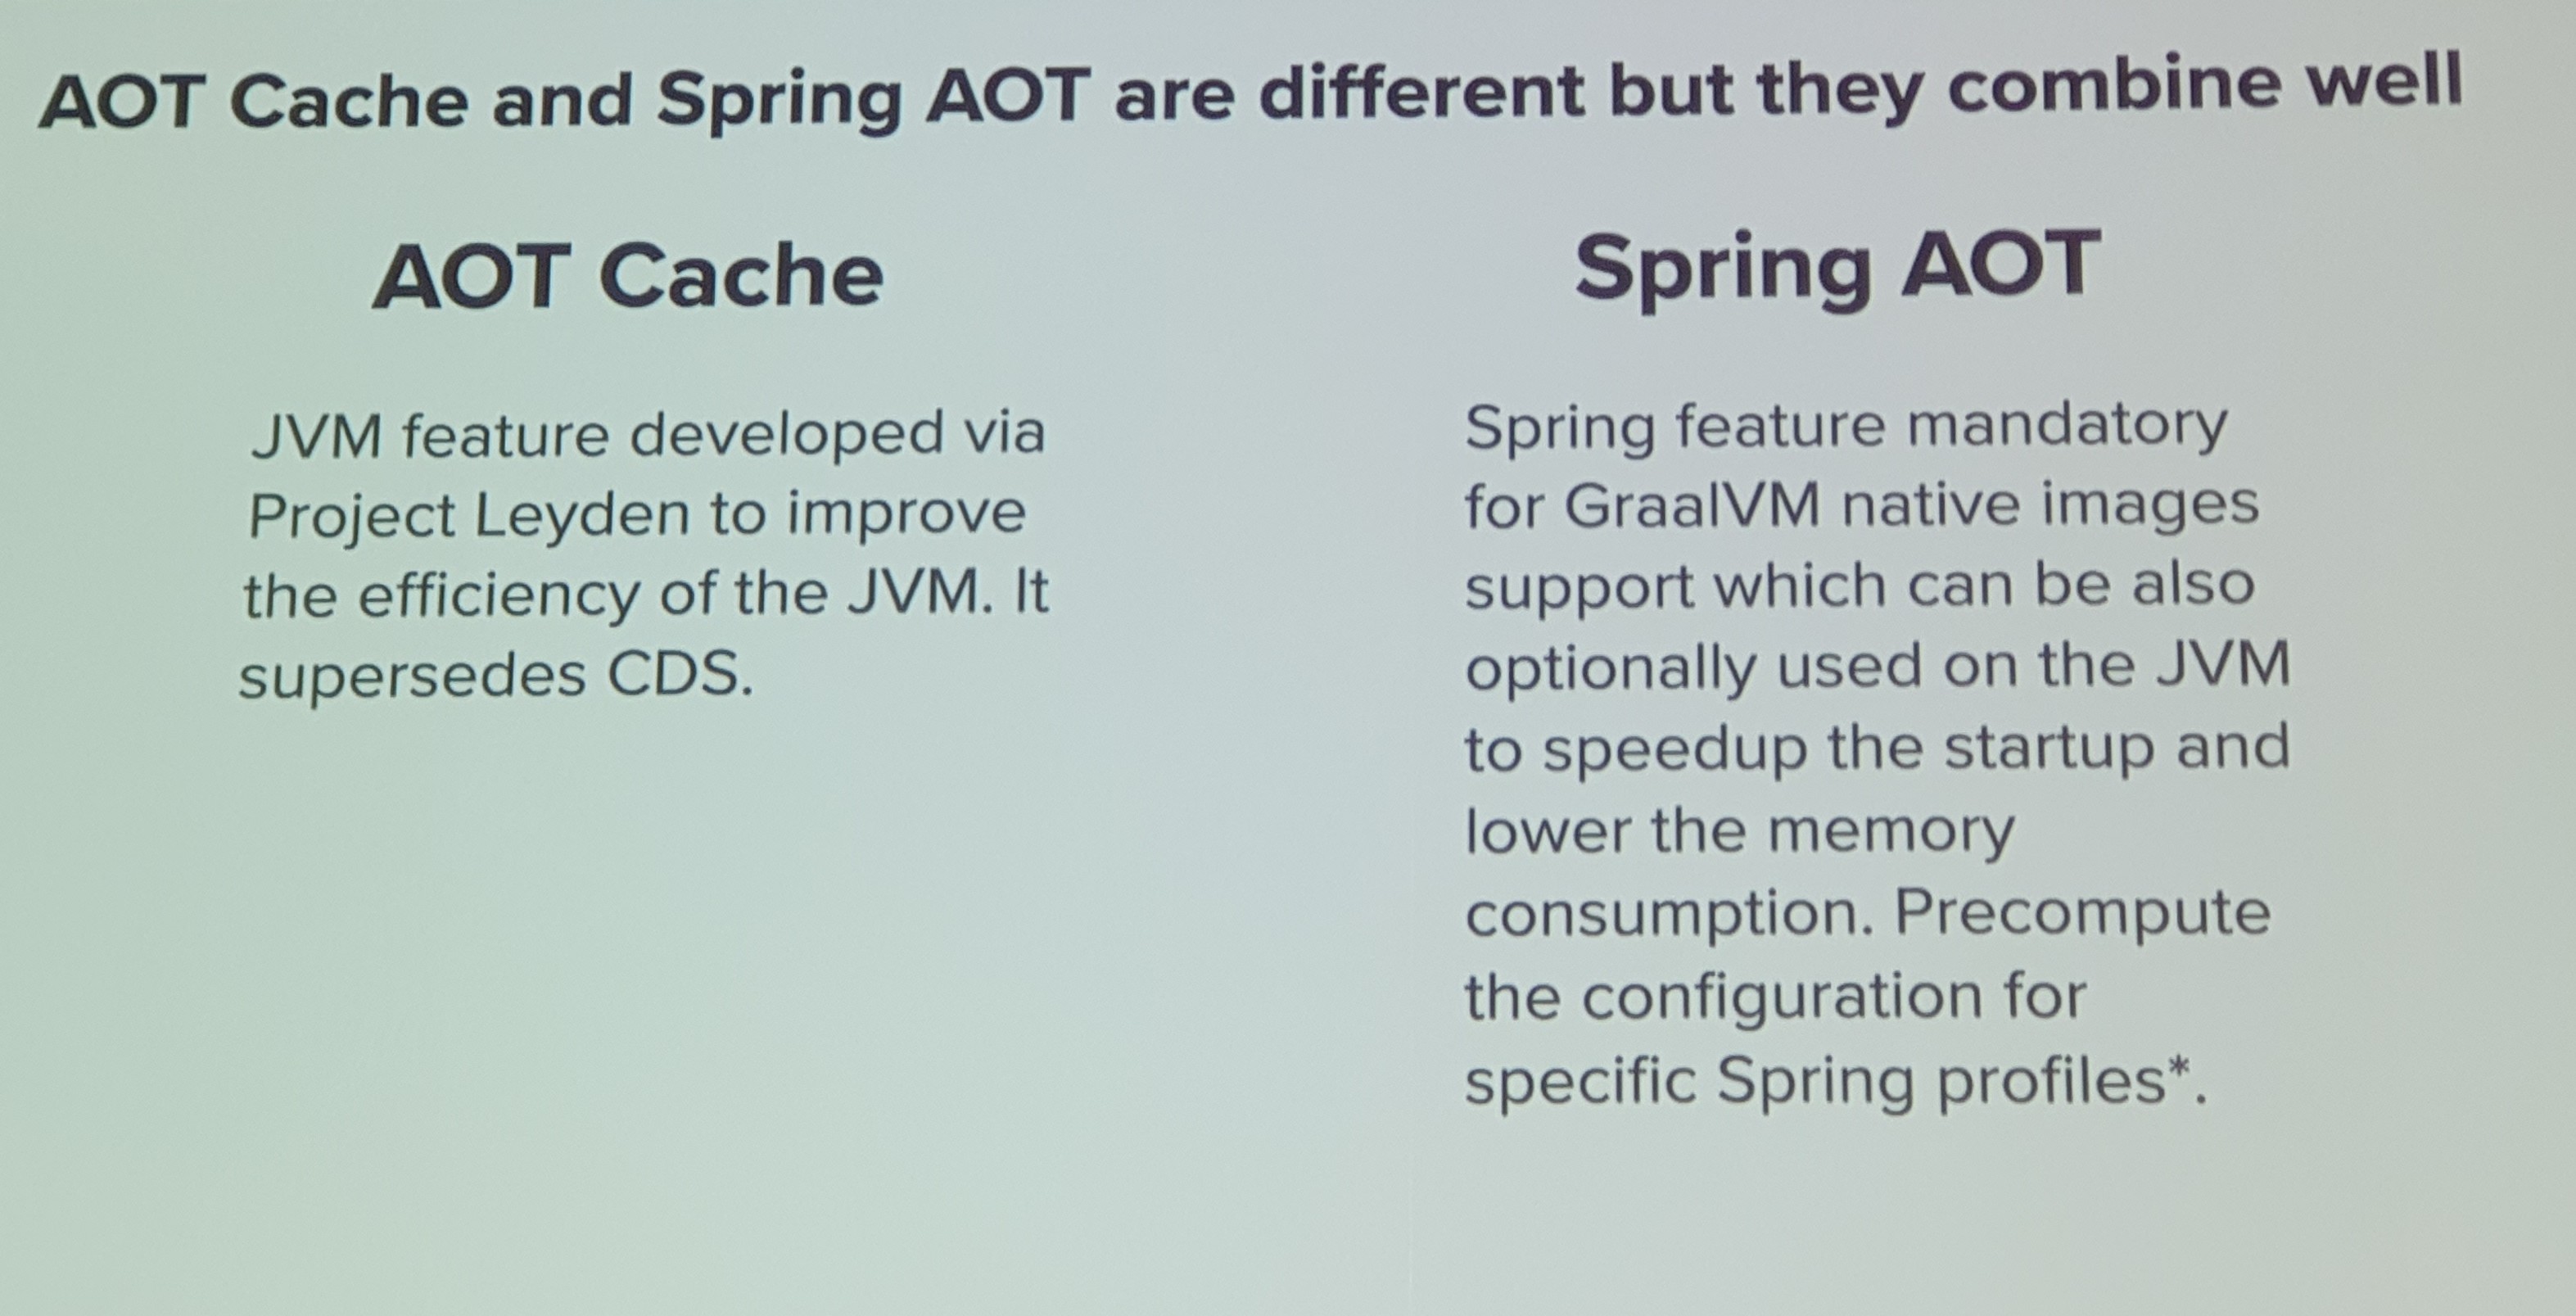 AOT Cache and Spring AOT are different but they combine well
AOT Cache
JVM feature developed via
Project Leyden to improve
the efficiency of the JVM. It
supersedes CDS.
Spring AOT
Spring feature mandatory
for GraalVM native images
support which can be also
optionally used on the JVM
to speedup the startup and
lower the memory
consumption. Precompute
the configuration for
specific Spring profiles*.